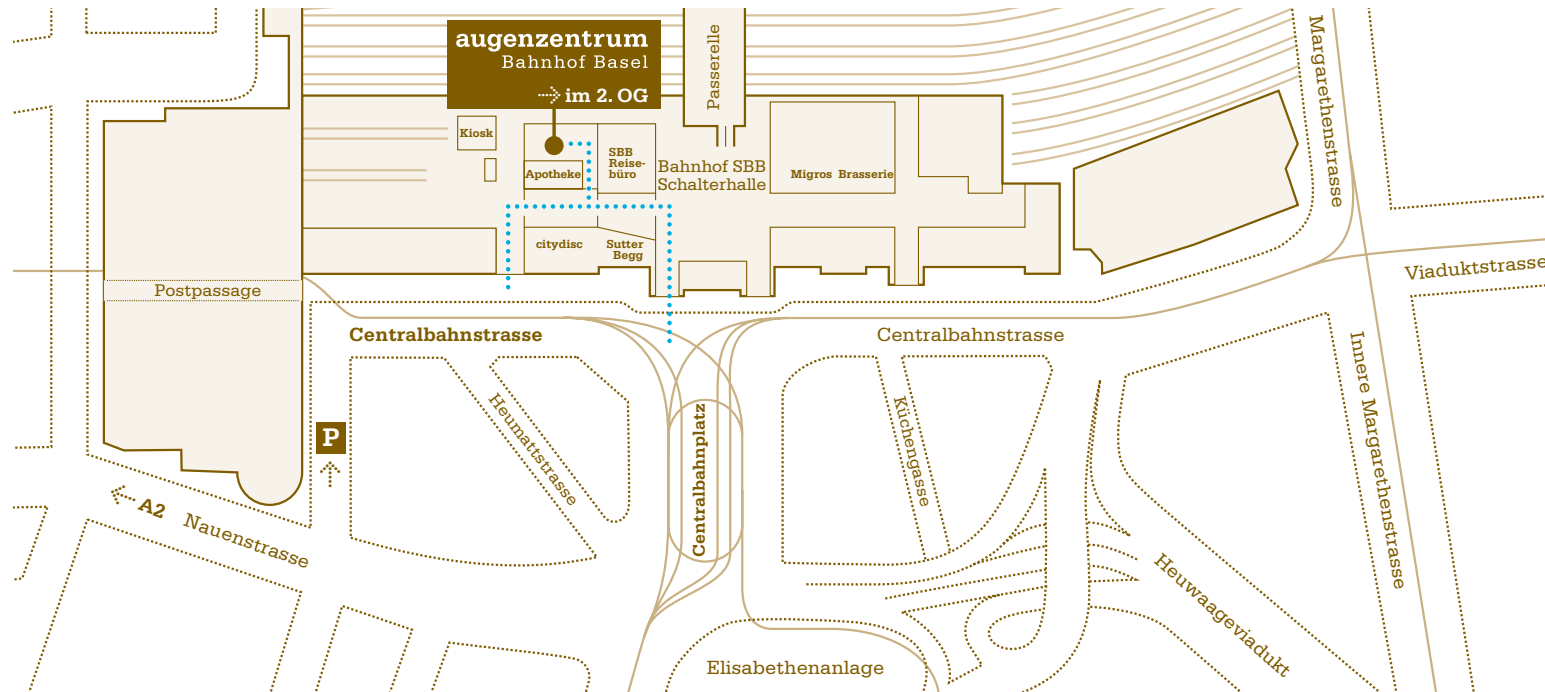 augenzentrum
Bahnhof Basel
im 2. OG
Passerelle
Margarethenstrasse
Kiosk
Apotheke
SBB
Reise-
büro
Bahnhof SBB
Schalterhalle
Migros Brasserie
citydisc
Sutter
Begg
Postpassage
Viaduktstrasse
Centralbahnstrasse
Centralbahnstrasse
Heumattstrasse
Centralbahnplatz
Küchengasse
Innere Margarethenstrasse
P
A2 Nauenstrasse
Heuwaageviadukt
Elisabethenanlage